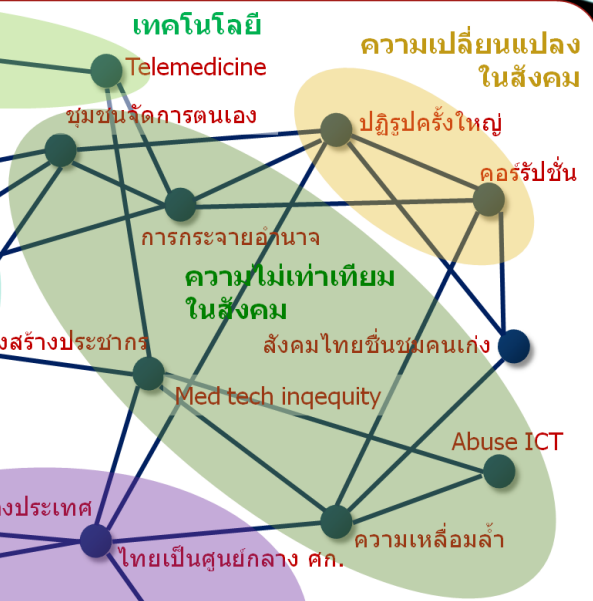 เทคโนโลยี
ความเปลี่ยนแปลง
ในสังคม
Telemedicine
ชุมชนจัดการตนเอง
ปฏิรูปครั้งใหญ่
คอร์รัปชั่น
การกระจายอำนาจ
ความไม่เท่าเทียม
ในสังคม
งสร้างประชากร
สังคมไทยชื่นชมคนเก่ง
Med tech inqequity
Abuse ICT
งประเทศ
ความเหลื่อมล้ำ
ไทยเป็นศูนย์กลาง ศก.